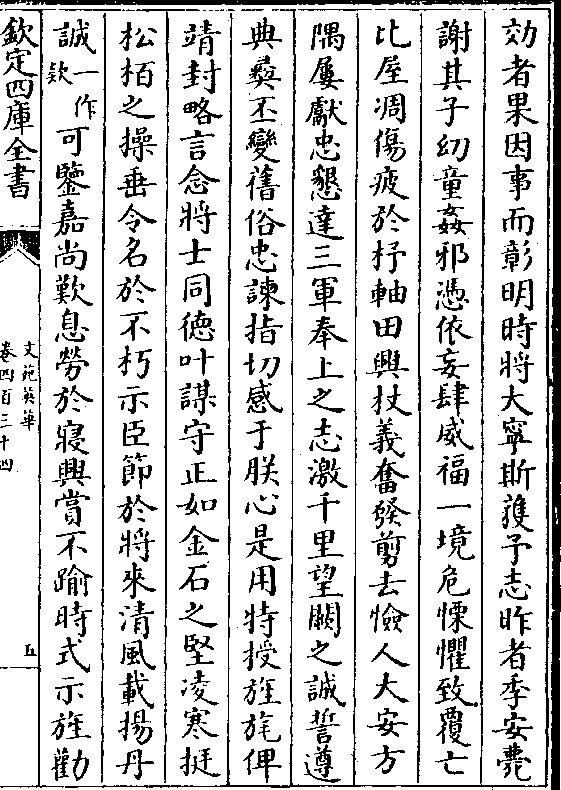 効者果因事而彰明時將大寧斯蓷予志昨者季安薨
謝其子幼童姦邪憑依妄肆威福一境危慄懼致覆亡
比屋凋傷疲於杼軸田興杖義奮發剪去憸人大安方
隅屢獻忠懇達三軍奉上之志激千里望闕之誠誓遵
典彜丕變舊俗忠諫指切感于朕心是用特授旌旄俾
靖封略言念將士同徳叶謀守正如金石之堅凌寒挺
松栢之操垂令名於不朽示臣節於將來清風載揚丹
誠一作欵可鑒嘉尚歎息勞於寢興賞不踰時式示旌勸
欽定四庫全書
文苑英華
卷四百三十四
五